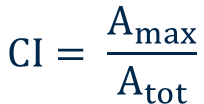 CI = A_max / A_tot